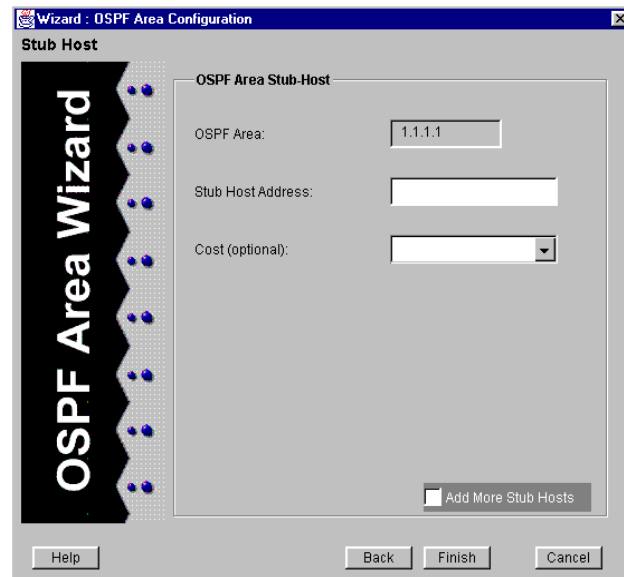 Wizard : OSPF Area Configuration
Stub Host
OSPF Area Wizard
OSPF Area Stub-Host
OSPF Area: 1.1.1.1
Stub Host Address:
Cost (optional):
Add More Stub Hosts
Help Back Finish Cancel